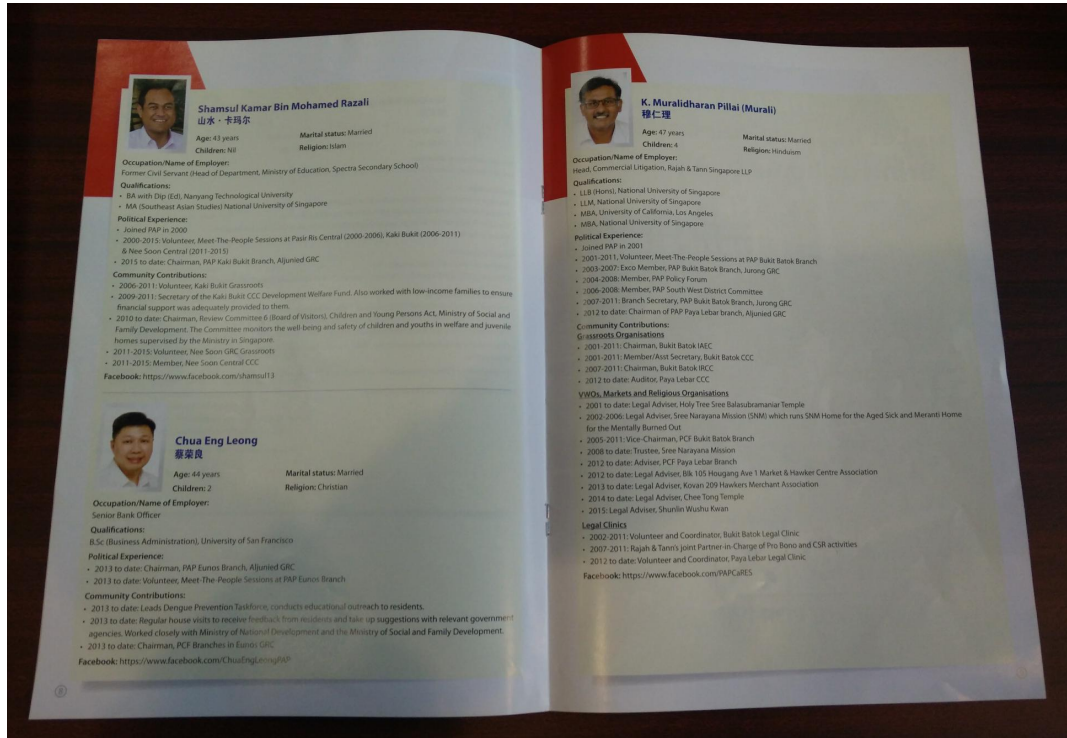 Shamsul Kamar Bin Mohamed Razali
山水·卡玛尔
Age: 43 years Marital status: Married
Children: Nil Religion: Islam
Occupation/Name of Employer:
Former Civil Servant (Head of Department, Ministry of Education, Spectra Secondary School)
Qualifications:
• BA with Dip (Ed), Nanyang Technological University
• MA (Southeast Asian Studies) National University of Singapore
Political Experience:
• Joined PAP in 2000
• 2000-2015: Volunteer, Meet-The-People Sessions at Pasir Ris Central (2000-2006), Kaki Bukit (2006-2011)
& Nee Soon Central (2011-2015)
• 2015 to date: Chairman, PAP Kaki Bukit Branch, Aljunied GRC
Community Contributions:
• 2006-2011: Volunteer, Kaki Bukit Grassroots
• 2009-2011: Secretary of the Kaki Bukit CCC Development Welfare Fund. Also worked with low-income families to ensure
financial support was adequately provided to them.
• 2010 to date: Chairman, Review Committee 6 (Board of Visitors), Children and Young Persons Act, Ministry of Social and
Family Development. The Committee monitors the well-being and safety of children and youths in welfare and juvenile
homes supervised by the Ministry in Singapore.
• 2011-2015: Volunteer, Nee Soon GRC Grassroots
• 2011-2015: Member, Nee Soon Central CCC
Facebook: https://www.facebook.com/shamsul13
Chua Eng Leong
蔡荣良
Age: 44 years Marital status: Married
Children: 2 Religion: Christian
Occupation/Name of Employer:
Senior Bank Officer
Qualifications:
B.Sc (Business Administration), University of San Francisco
Political Experience:
• 2013 to date: Chairman, PAP Eunos Branch, Aljunied GRC
• 2013 to date: Volunteer, Meet-The-People Sessions at PAP Eunos Branch
Community Contributions:
• 2013 to date: Leads Dengue Prevention Taskforce, conducts educational outreach to residents.
• 2013 to date: Regular house visits to receive feedback from residents and take up suggestions with relevant government
agencies. Worked closely with Ministry of National Development and the Ministry of Social and Family Development.
• 2013 to date: Chairman, PCF Branches in Eunos GRC
Facebook: https://www.facebook.com/ChuaEngLeongPAP
8
K. Muralidharan Pillai (Murali)
穆仁理
Age: 47 years Marital status: Married
Children: 4 Religion: Hinduism
Occupation/Name of Employer:
Head, Commercial Litigation, Rajah & Tann Singapore LLP
Qualifications:
• LLB (Hons), National University of Singapore
• LLM, National University of Singapore
• MBA, University of California, Los Angeles
• MBA, National University of Singapore
Political Experience:
• Joined PAP in 2001
• 2001-2011, Volunteer, Meet-The-People Sessions at PAP Bukit Batok Branch
• 2003-2007: Exco Member, PAP Bukit Batok Branch, Jurong GRC
• 2004-2008: Member, PAP Policy Forum
• 2006-2008: Member, PAP South West District Committee
• 2007-2011: Branch Secretary, PAP Bukit Batok Branch, Jurong GRC
• 2012 to date: Chairman of PAP Paya Lebar branch, Aljunied GRC
Community Contributions:
Grassroots Organisations
• 2001-2011: Chairman, Bukit Batok IAEC
• 2001-2011: Member/Asst Secretary, Bukit Batok CCC
• 2007-2011: Chairman, Bukit Batok IRCC
• 2012 to date: Auditor, Paya Lebar CCC
VWOs, Markets and Religious Organisations
• 2001 to date: Legal Adviser, Holy Tree Sree Balasubramaniar Temple
• 2002-2006: Legal Adviser, Sree Narayana Mission (SNM) which runs SNM Home for the Aged Sick and Meranti Home
for the Mentally Burned Out
• 2005-2011: Vice-Chairman, PCF Bukit Batok Branch
• 2008 to date: Trustee, Sree Narayana Mission
• 2012 to date: Adviser, PCF Paya Lebar Branch
• 2012 to date: Legal Adviser, Blk 105 Hougang Ave 1 Market & Hawker Centre Association
• 2013 to date: Legal Adviser, Kovan 209 Hawkers Merchant Association
• 2014 to date: Legal Adviser, Chee Tong Temple
• 2015: Legal Adviser, Shunlin Wushu Kwan
Legal Clinics
• 2002-2011: Volunteer and Coordinator, Bukit Batok Legal Clinic
• 2007-2011: Rajah & Tann's joint Partner-in-Charge of Pro Bono and CSR activities
• 2012 to date: Volunteer and Coordinator, Paya Lebar Legal Clinic
Facebook: https://www.facebook.com/PAPCaRES